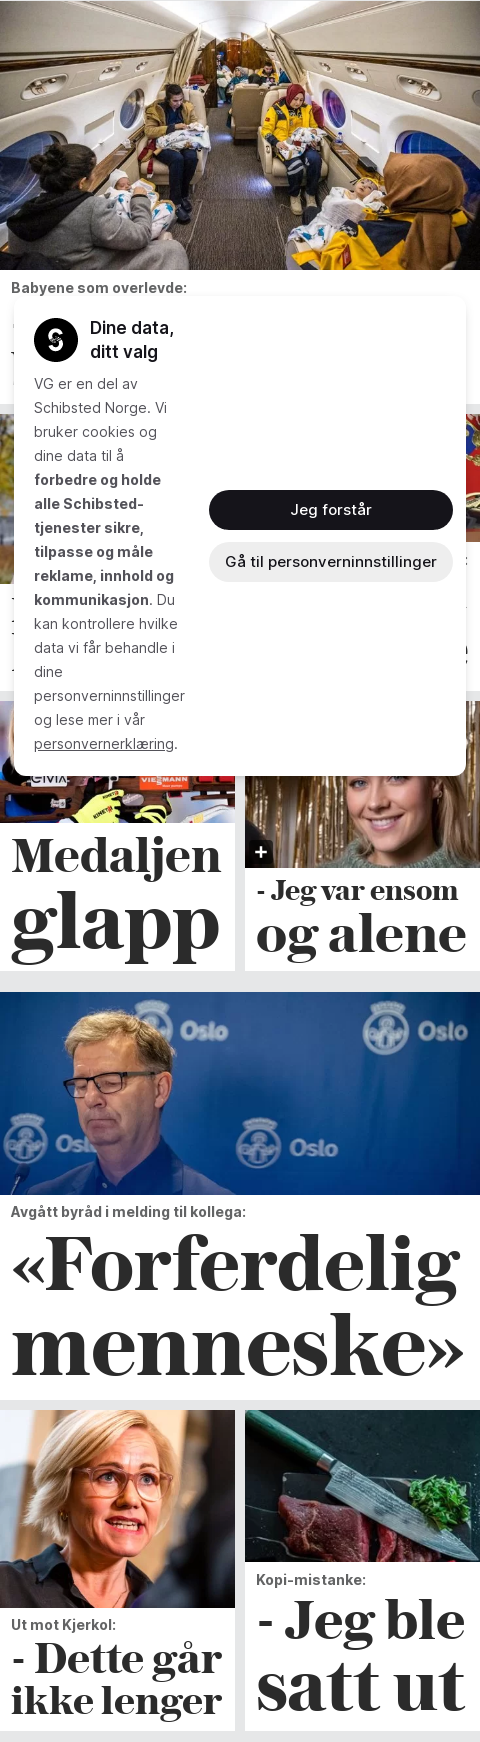 Babyene som overlevde:
Dine data,
ditt valg
VG er en del av
Schibsted Norge. Vi
bruker cookies og
dine data til å
forbedre og holde
alle Schibsted-
tjenester sikre,
tilpasse og måle
reklame, innhold og
kommunikasjon. Du
kan kontrollere hvilke
data vi får behandle i
dine
personverninnstillinger
og lese mer i vår
personvernerklæring.
Jeg forstår
Gå til personverninnstillinger
VIESMANN
Medaljen
glapp
+
- Jeg var ensom
og alene
Oslo
Oslo
Oslo
Avgått byråd i melding til kollega:
«Forferdelig
menneske»
Ut mot Kjerkol:
- Dette går
ikke lenger
Kopi-mistanke:
- Jeg ble
satt ut